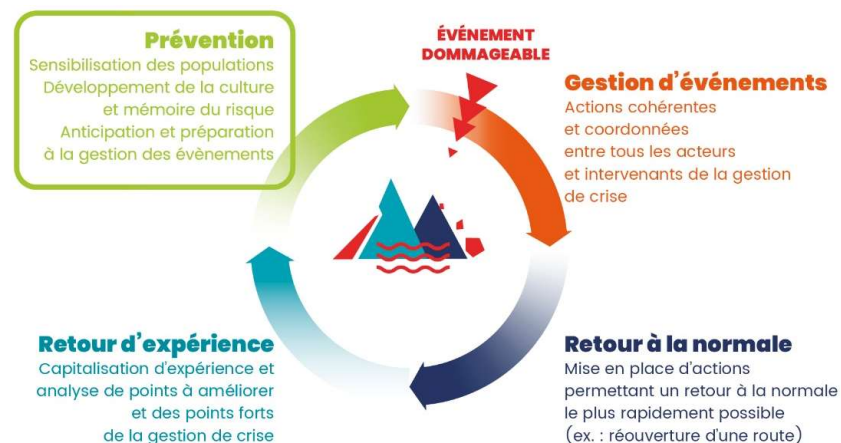 Prévention
Sensibilisation des populations
Développement de la culture
et mémoire du risque
Anticipation et préparation
à la gestion des évènements
ÉVÉNEMENT
DOMMAGEABLE
Gestion d'événements
Actions cohérentes
et coordonnées
entre tous les acteurs
et intervenants de la gestion
de crise
Retour d'expérience
Capitalisation d'expérience et
analyse de points à améliorer
et des points forts
de la gestion de crise
Retour à la normale
Mise en place d'actions
permettant un retour à la normale
le plus rapidement possible
(ex. : réouverture d'une route)